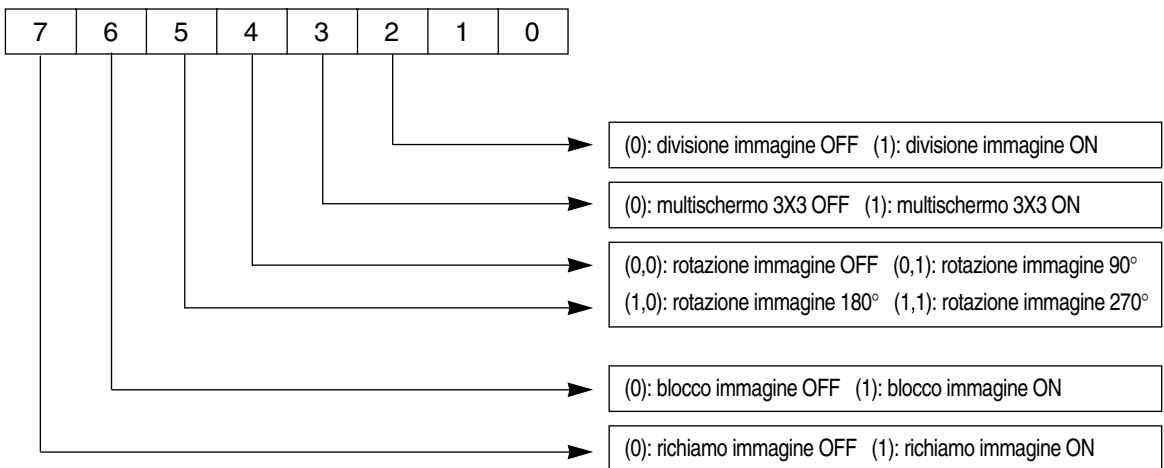 7 6 5 4 3 2 1 0
(0): divisione immagine OFF (1): divisione immagine ON
(0): multischermo 3X3 OFF (1): multischermo 3X3 ON
(0,0): rotazione immagine OFF (0,1): rotazione immagine 90°
(1,0): rotazione immagine 180° (1,1): rotazione immagine 270°
(0): blocco immagine OFF (1): blocco immagine ON
(0): richiamo immagine OFF (1): richiamo immagine ON